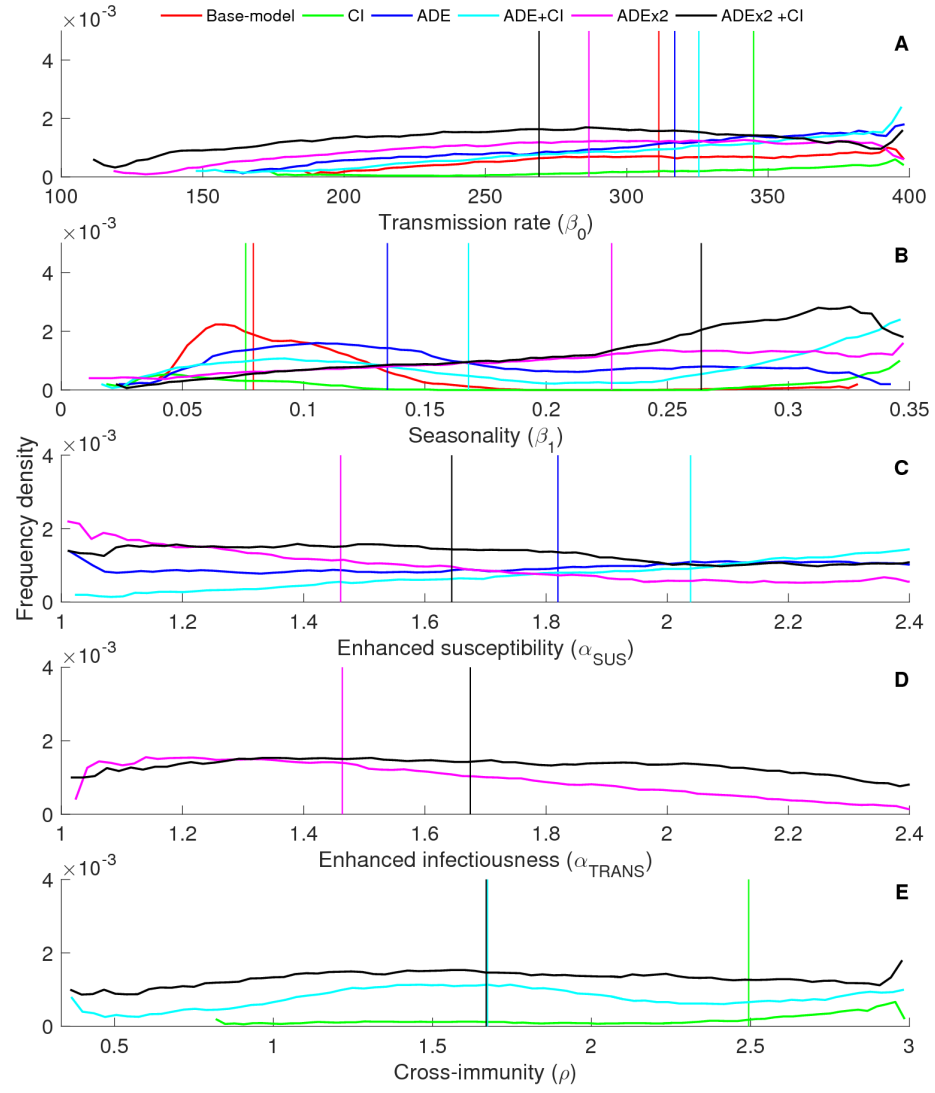 Base-model CI ADE ADE+CI ADEx2 ADEx2 +CI
×10⁻³
A
4
2
0
100 150 200 250 300 350 400
Transmission rate (β₀)
×10⁻³
B
4
2
0
0 0.05 0.1 0.15 0.2 0.25 0.3 0.35
Seasonality (β₁)
×10⁻³
C
4
2
0
1 1.2 1.4 1.6 1.8 2 2.2 2.4
Enhanced susceptibility (α_SUS)
Frequency density
×10⁻³
D
4
2
0
1 1.2 1.4 1.6 1.8 2 2.2 2.4
Enhanced infectiousness (α_TRANS)
×10⁻³
E
4
2
0
0.5 1 1.5 2 2.5 3
Cross-immunity (ρ)